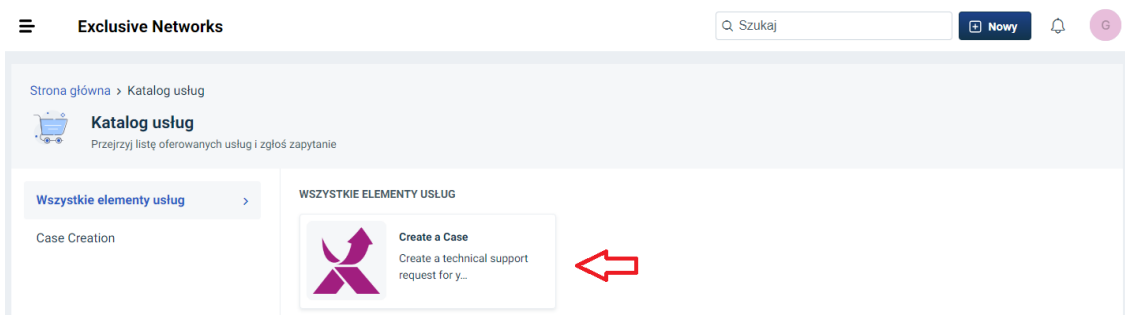 Exclusive Networks
Szukaj
Nowy
G
Strona główna > Katalog usług
Katalog usług
Przejrzyj listę oferowanych usług i zgłoś zapytanie
Wszystkie elementy usług
Case Creation
WSZYSTKIE ELEMENTY USŁUG
Create a Case
Create a technical support
request for y...